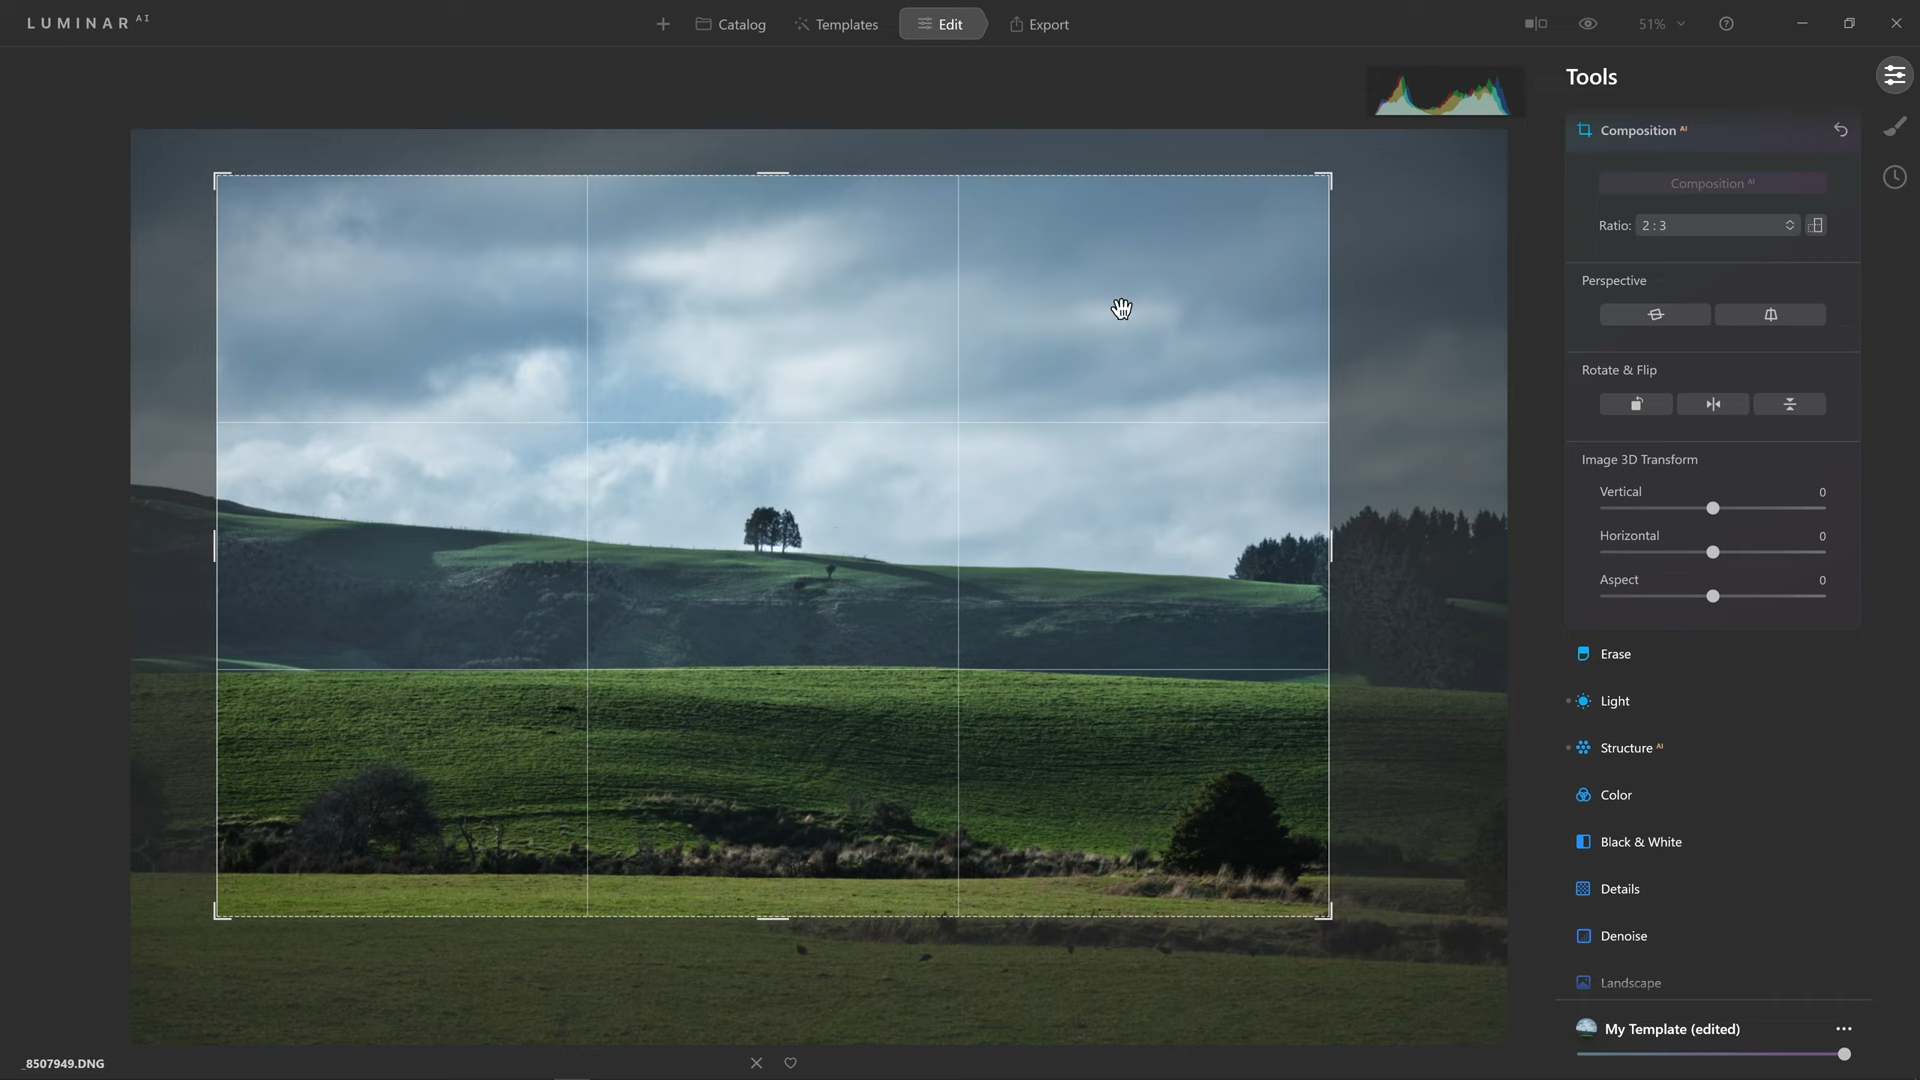 LUMINAR AI
Catalog
Templates
Edit
Export
51%
Tools
Composition AI
Composition AI
Ratio: 2 : 3
Perspective
Rotate & Flip
Image 3D Transform
Vertical 0
Horizontal 0
Aspect 0
Erase
Light
Structure AI
Color
Black & White
Details
Denoise
Landscape
My Template (edited)
_8507949.DNG